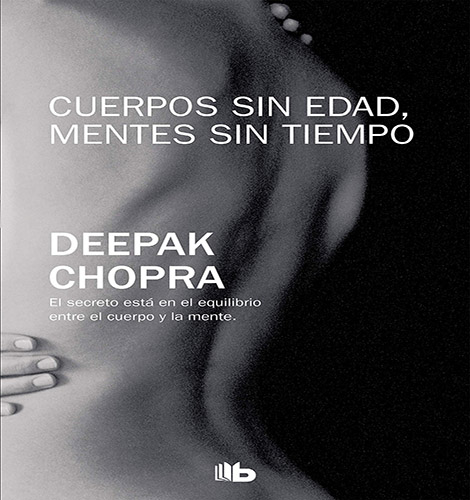 CUERPOS SIN EDAD,
MENTES SIN TIEMPO
DEEPAK
CHOPRA
El secreto está en el equilibrio
entre el cuerpo y la mente.
b